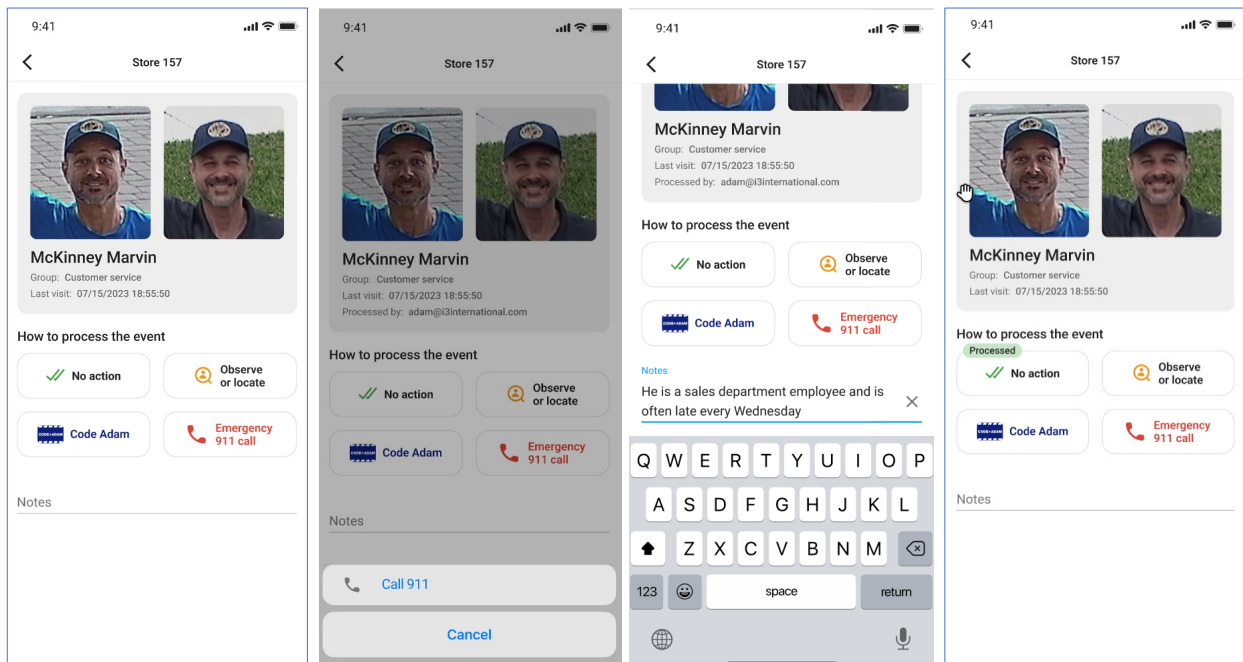 9:41
Store 157
McKinney Marvin
Group: Customer service
Last visit: 07/15/2023 18:55:50
How to process the event
No action
Observe
or locate
CODE ADAM
Code Adam
Emergency
911 call
Notes
9:41
Store 157
McKinney Marvin
Group: Customer service
Last visit: 07/15/2023 18:55:50
Processed by: adam@i3international.com
How to process the event
No action
Observe
or locate
CODE ADAM
Code Adam
Emergency
911 call
Notes
Call 911
Cancel
9:41
Store 157
McKinney Marvin
Group: Customer service
Last visit: 07/15/2023 18:55:50
Processed by: adam@i3international.com
How to process the event
No action
Observe
or locate
CODE ADAM
Code Adam
Emergency
911 call
Notes
He is a sales department employee and is
often late every Wednesday
Q W E R T Y U I O P
A S D F G H J K L
Z X C V B N M
123 space return
9:41
Store 157
McKinney Marvin
Group: Customer service
Last visit: 07/15/2023 18:55:50
How to process the event
Processed
No action
Observe
or locate
CODE ADAM
Code Adam
Emergency
911 call
Notes